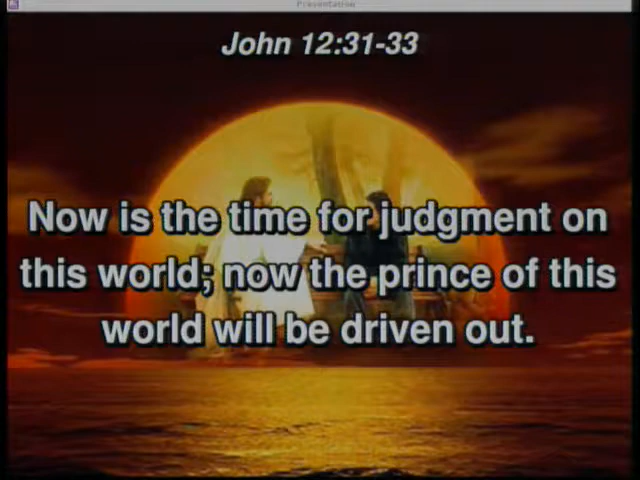 Presentation
John 12:31-33
Now is the time for judgment on
this world; now the prince of this
world will be driven out.